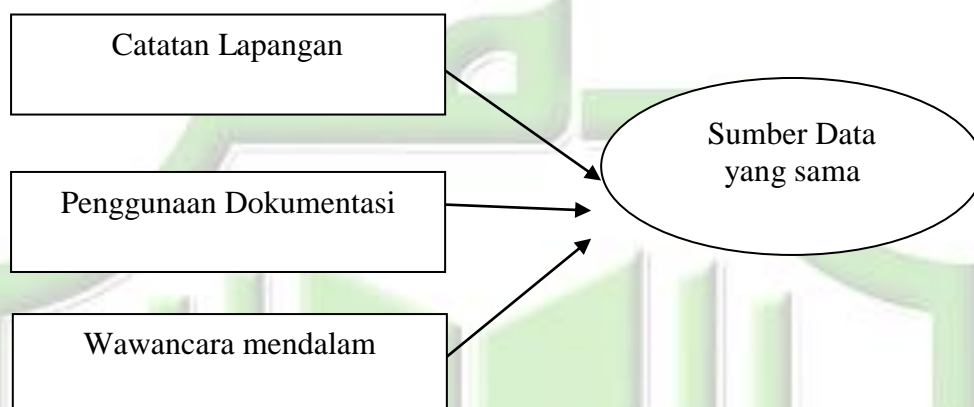 Catatan Lapangan
Sumber Data
yang sama
Penggunaan Dokumentasi
Wawancara mendalam